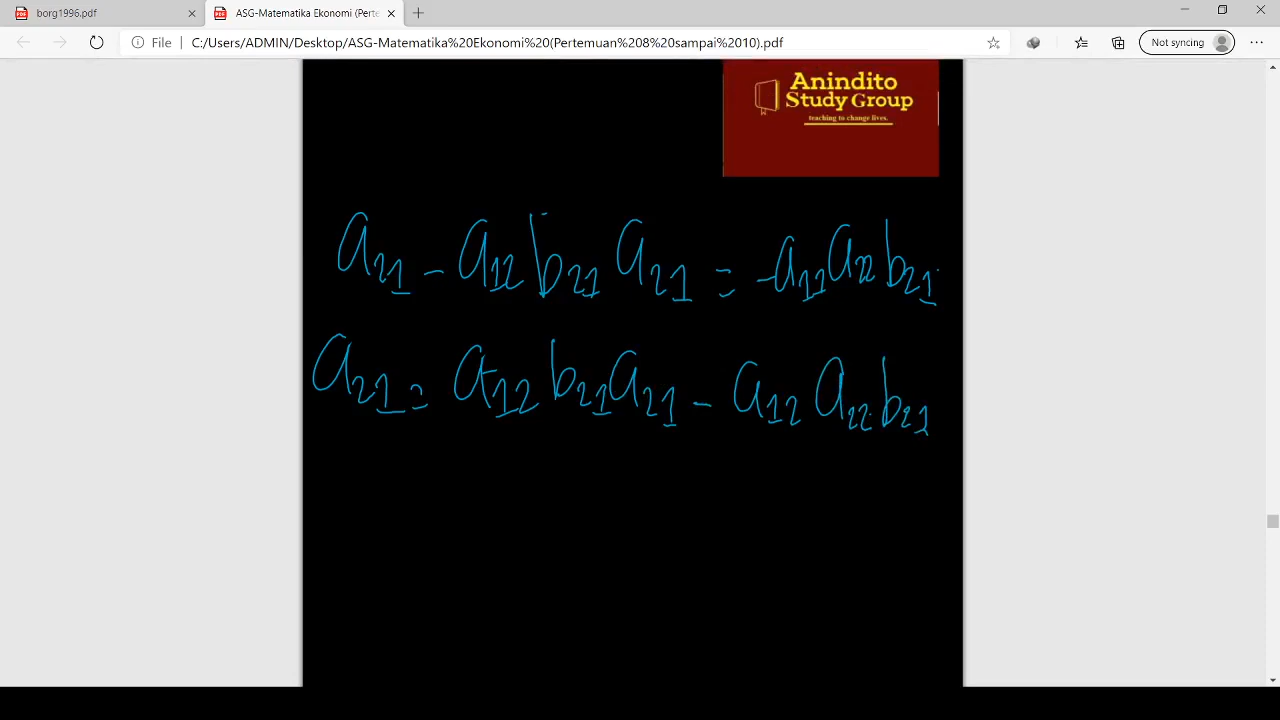 borg1996.pdf
ASG-Matematika Ekonomi (Perte
File
C:/Users/ADMIN/Desktop/ASG-Matematika%20Ekonomi%20(Pertemuan%208%20sampai%2010).pdf
Not syncing
Anindito
Study Group
teaching to change lives.
a21 - a12 b21 a21 = -a11 a22 b21
a21 = a12 b21 a21 - a12 a22 b21